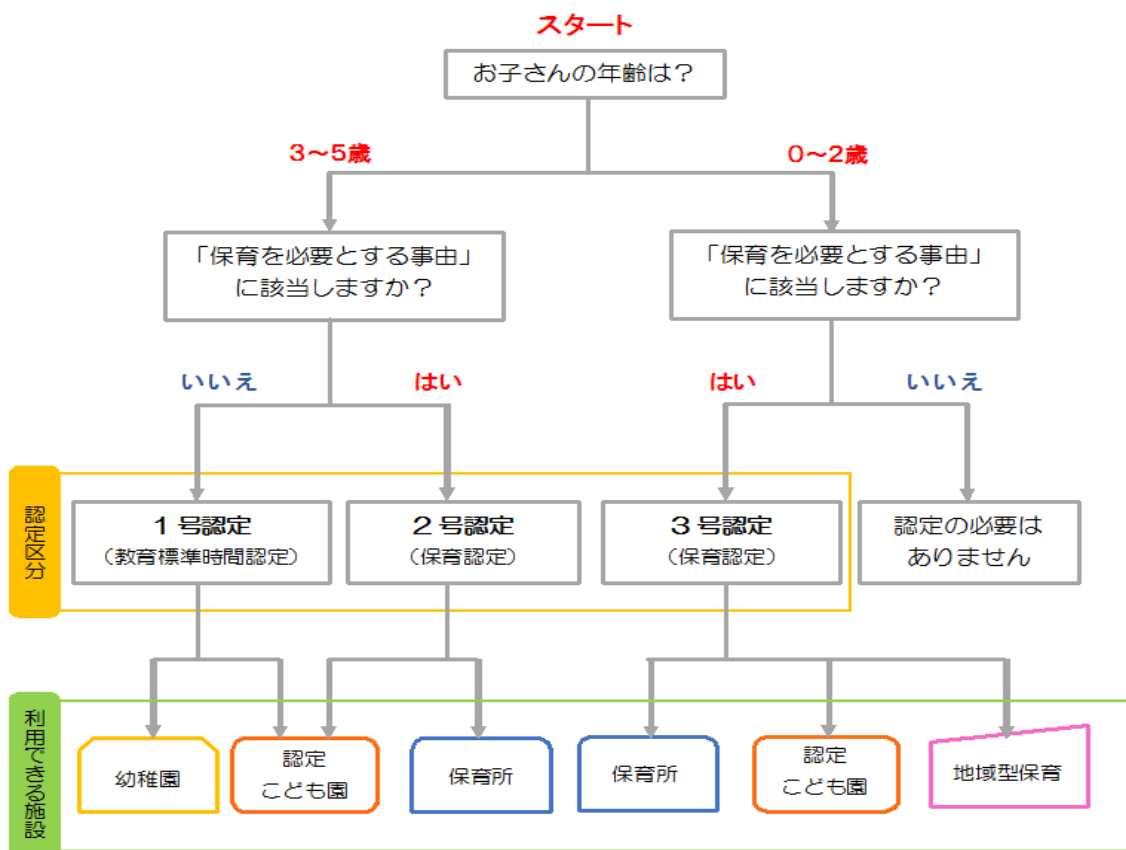 スタート
お子さんの年齢は？
3～5歳
0～2歳
「保育を必要とする事由」
に該当しますか？
「保育を必要とする事由」
に該当しますか？
いいえ
はい
はい
いいえ
認定区分
1号認定
（教育標準時間認定）
2号認定
（保育認定）
3号認定
（保育認定）
認定の必要は
ありません
利用できる施設
幼稚園
認定
こども園
保育所
保育所
認定
こども園
地域型保育